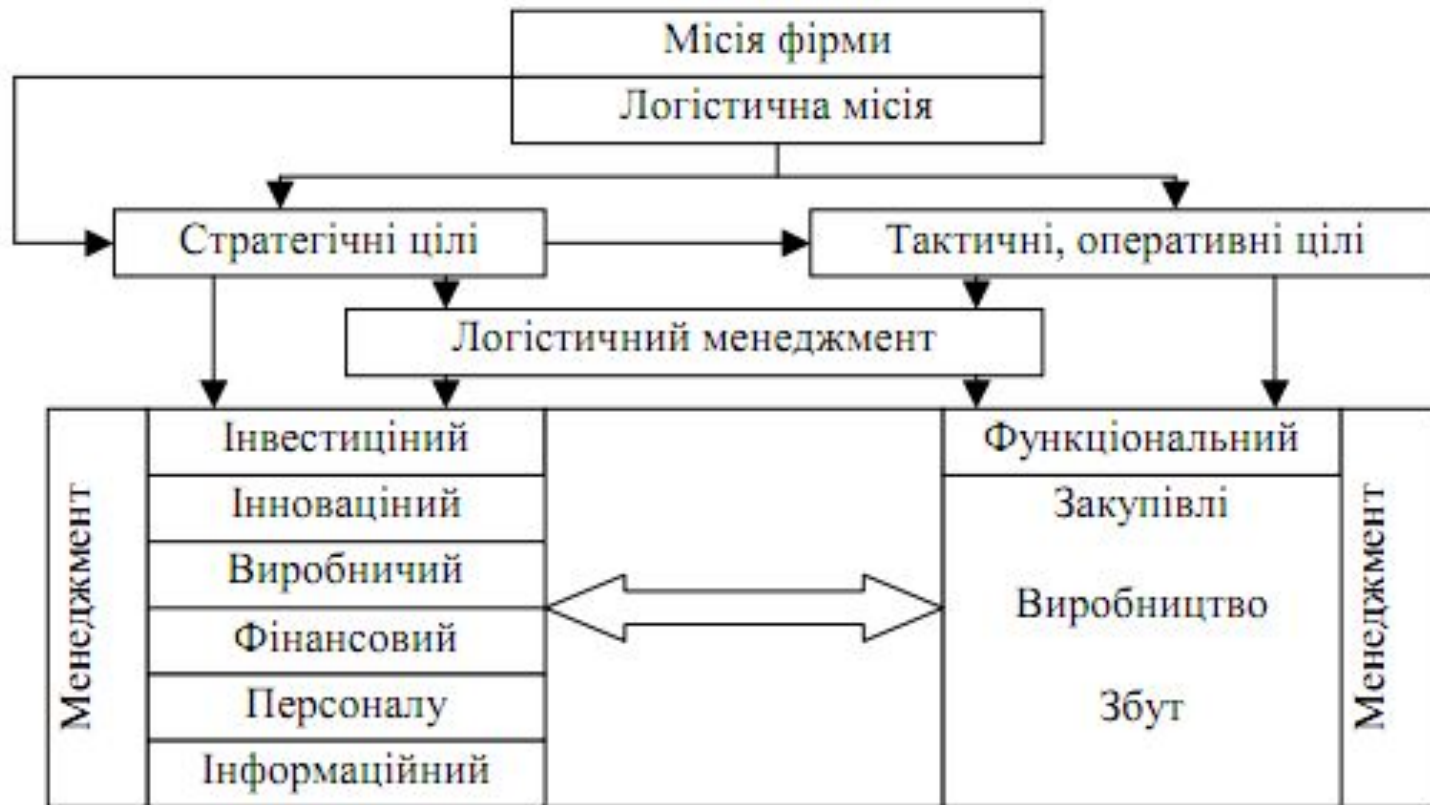 Місія фірми
Логістична місія
Стратегічні цілі
Тактичні, оперативні цілі
Логістичний менеджмент
Менеджмент
Інвестиціний
Інноваціний
Виробничий
Фінансовий
Персоналу
Інформаційний
Функціональний
Закупівлі
Виробництво
Збут
Менеджмент